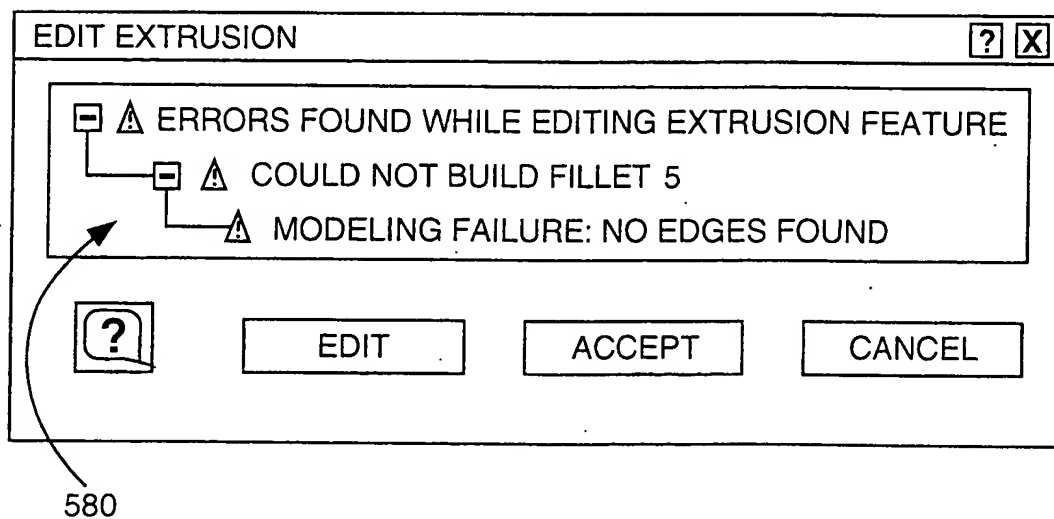 EDIT EXTRUSION ? X
ERRORS FOUND WHILE EDITING EXTRUSION FEATURE
COULD NOT BUILD FILLET 5
MODELING FAILURE: NO EDGES FOUND
? EDIT ACCEPT CANCEL
580